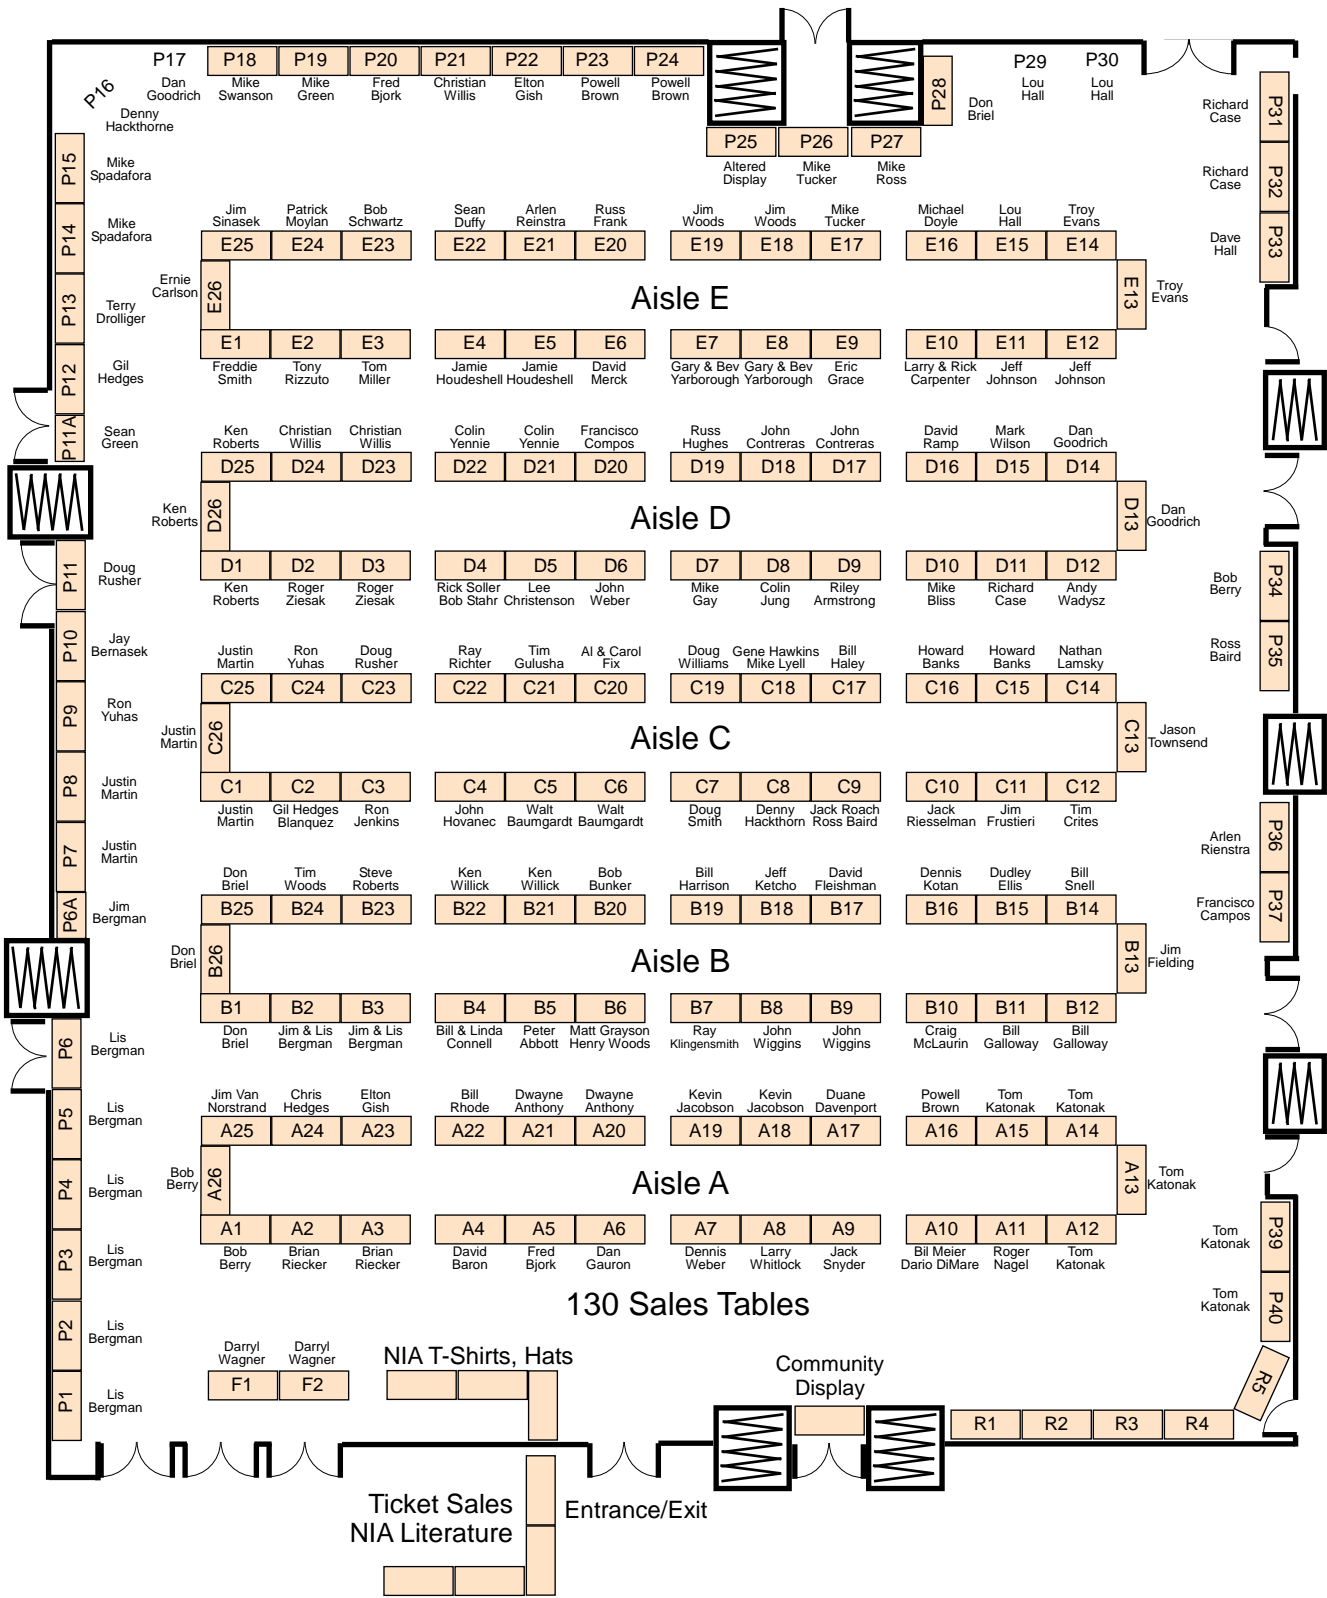 P17
P18
P19
P20
P21
P22
P23
P24
P28
P29
P30
P31
P16
Dan
Goodrich
Mike
Swanson
Mike
Green
Fred
Bjork
Christian
Willis
Elton
Gish
Powell
Brown
Powell
Brown
Don
Briel
Lou
Hall
Lou
Hall
Richard
Case
Denny
Hackthorne
P25
P26
P27
Altered
Display
Mike
Tucker
Mike
Ross
P15
Mike
Spadafora
P32
Richard
Case
P14
Mike
Spadafora
P33
Dave
Hall
Jim
Sinasek
Patrick
Moylan
Bob
Schwartz
Sean
Duffy
Arlen
Reinstra
Russ
Frank
Jim
Woods
Jim
Woods
Mike
Tucker
Michael
Doyle
Lou
Hall
Troy
Evans
E25
E24
E23
E22
E21
E20
E19
E18
E17
E16
E15
E14
Ernie
Carlson
E26
Aisle E
E13
Troy
Evans
P13
Terry
Drolliger
E1
E2
E3
E4
E5
E6
E7
E8
E9
E10
E11
E12
Freddie
Smith
Tony
Rizzuto
Tom
Miller
Jamie
Houdeshell
Jamie
Houdeshell
David
Merck
Gary & Bev
Yarborough
Gary & Bev
Yarborough
Eric
Grace
Larry & Rick
Carpenter
Jeff
Johnson
Jeff
Johnson
P12
Gil
Hedges
P11A
Sean
Green
Ken
Roberts
Christian
Willis
Christian
Willis
Colin
Yennie
Colin
Yennie
Francisco
Compos
Russ
Hughes
John
Contreras
John
Contreras
David
Ramp
Mark
Wilson
Dan
Goodrich
D25
D24
D23
D22
D21
D20
D19
D18
D17
D16
D15
D14
Ken
Roberts
D26
Aisle D
D13
Dan
Goodrich
D1
D2
D3
D4
D5
D6
D7
D8
D9
D10
D11
D12
Ken
Roberts
Roger
Ziesak
Roger
Ziesak
Rick Soller
Bob Stahr
Lee
Christenson
John
Weber
Mike
Gay
Colin
Jung
Riley
Armstrong
Mike
Bliss
Richard
Case
Andy
Wadysz
P11
Doug
Rusher
P34
Bob
Berry
P10
Jay
Bernasek
P35
Ross
Baird
Justin
Martin
Ron
Yuhas
Doug
Rusher
Ray
Richter
Tim
Gulusha
Al & Carol
Fix
Doug
Williams
Gene Hawkins
Mike Lyell
Bill
Haley
Howard
Banks
Howard
Banks
Nathan
Lamsky
C25
C24
C23
C22
C21
C20
C19
C18
C17
C16
C15
C14
P9
Ron
Yuhas
Justin
Martin
C26
Aisle C
C13
Jason
Townsend
P8
Justin
Martin
C1
C2
C3
C4
C5
C6
C7
C8
C9
C10
C11
C12
Justin
Martin
Gil Hedges
Blanquez
Ron
Jenkins
John
Hovanec
Walt
Baumgardt
Walt
Baumgardt
Doug
Smith
Denny
Hackthorn
Jack Roach
Ross Baird
Jack
Riesselman
Jim
Frustieri
Tim
Crites
P7
Justin
Martin
P36
Arlen
Rienstra
P6A
Jim
Bergman
P37
Francisco
Campos
Don
Briel
Tim
Woods
Steve
Roberts
Ken
Willick
Ken
Willick
Bob
Bunker
Bill
Harrison
Jeff
Ketcho
David
Fleishman
Dennis
Kotan
Dudley
Ellis
Bill
Snell
B25
B24
B23
B22
B21
B20
B19
B18
B17
B16
B15
B14
Don
Briel
B26
Aisle B
B13
Jim
Fielding
B1
B2
B3
B4
B5
B6
B7
B8
B9
B10
B11
B12
Don
Briel
Jim & Lis
Bergman
Jim & Lis
Bergman
Bill & Linda
Connell
Peter
Abbott
Matt Grayson
Henry Woods
Ray
Klingensmith
John
Wiggins
John
Wiggins
Craig
McLaurin
Bill
Galloway
Bill
Galloway
P6
Lis
Bergman
P5
Lis
Bergman
Jim Van
Norstrand
Chris
Hedges
Elton
Gish
Bill
Rhode
Dwayne
Anthony
Dwayne
Anthony
Kevin
Jacobson
Kevin
Jacobson
Duane
Davenport
Powell
Brown
Tom
Katonak
Tom
Katonak
A25
A24
A23
A22
A21
A20
A19
A18
A17
A16
A15
A14
P4
Lis
Bergman
Bob
Berry
A26
Aisle A
A13
Tom
Katonak
A1
A2
A3
A4
A5
A6
A7
A8
A9
A10
A11
A12
Bob
Berry
Brian
Riecker
Brian
Riecker
David
Baron
Fred
Bjork
Dan
Gauron
Dennis
Weber
Larry
Whitlock
Jack
Snyder
Bil Meier
Dario DiMare
Roger
Nagel
Tom
Katonak
P3
Lis
Bergman
P39
Tom
Katonak
P2
Lis
Bergman
130 Sales Tables
P40
Tom
Katonak
P1
Lis
Bergman
Darryl
Wagner
Darryl
Wagner
F1
F2
NIA T-Shirts, Hats
Community
Display
R5
R1
R2
R3
R4
Ticket Sales
NIA Literature
Entrance/Exit